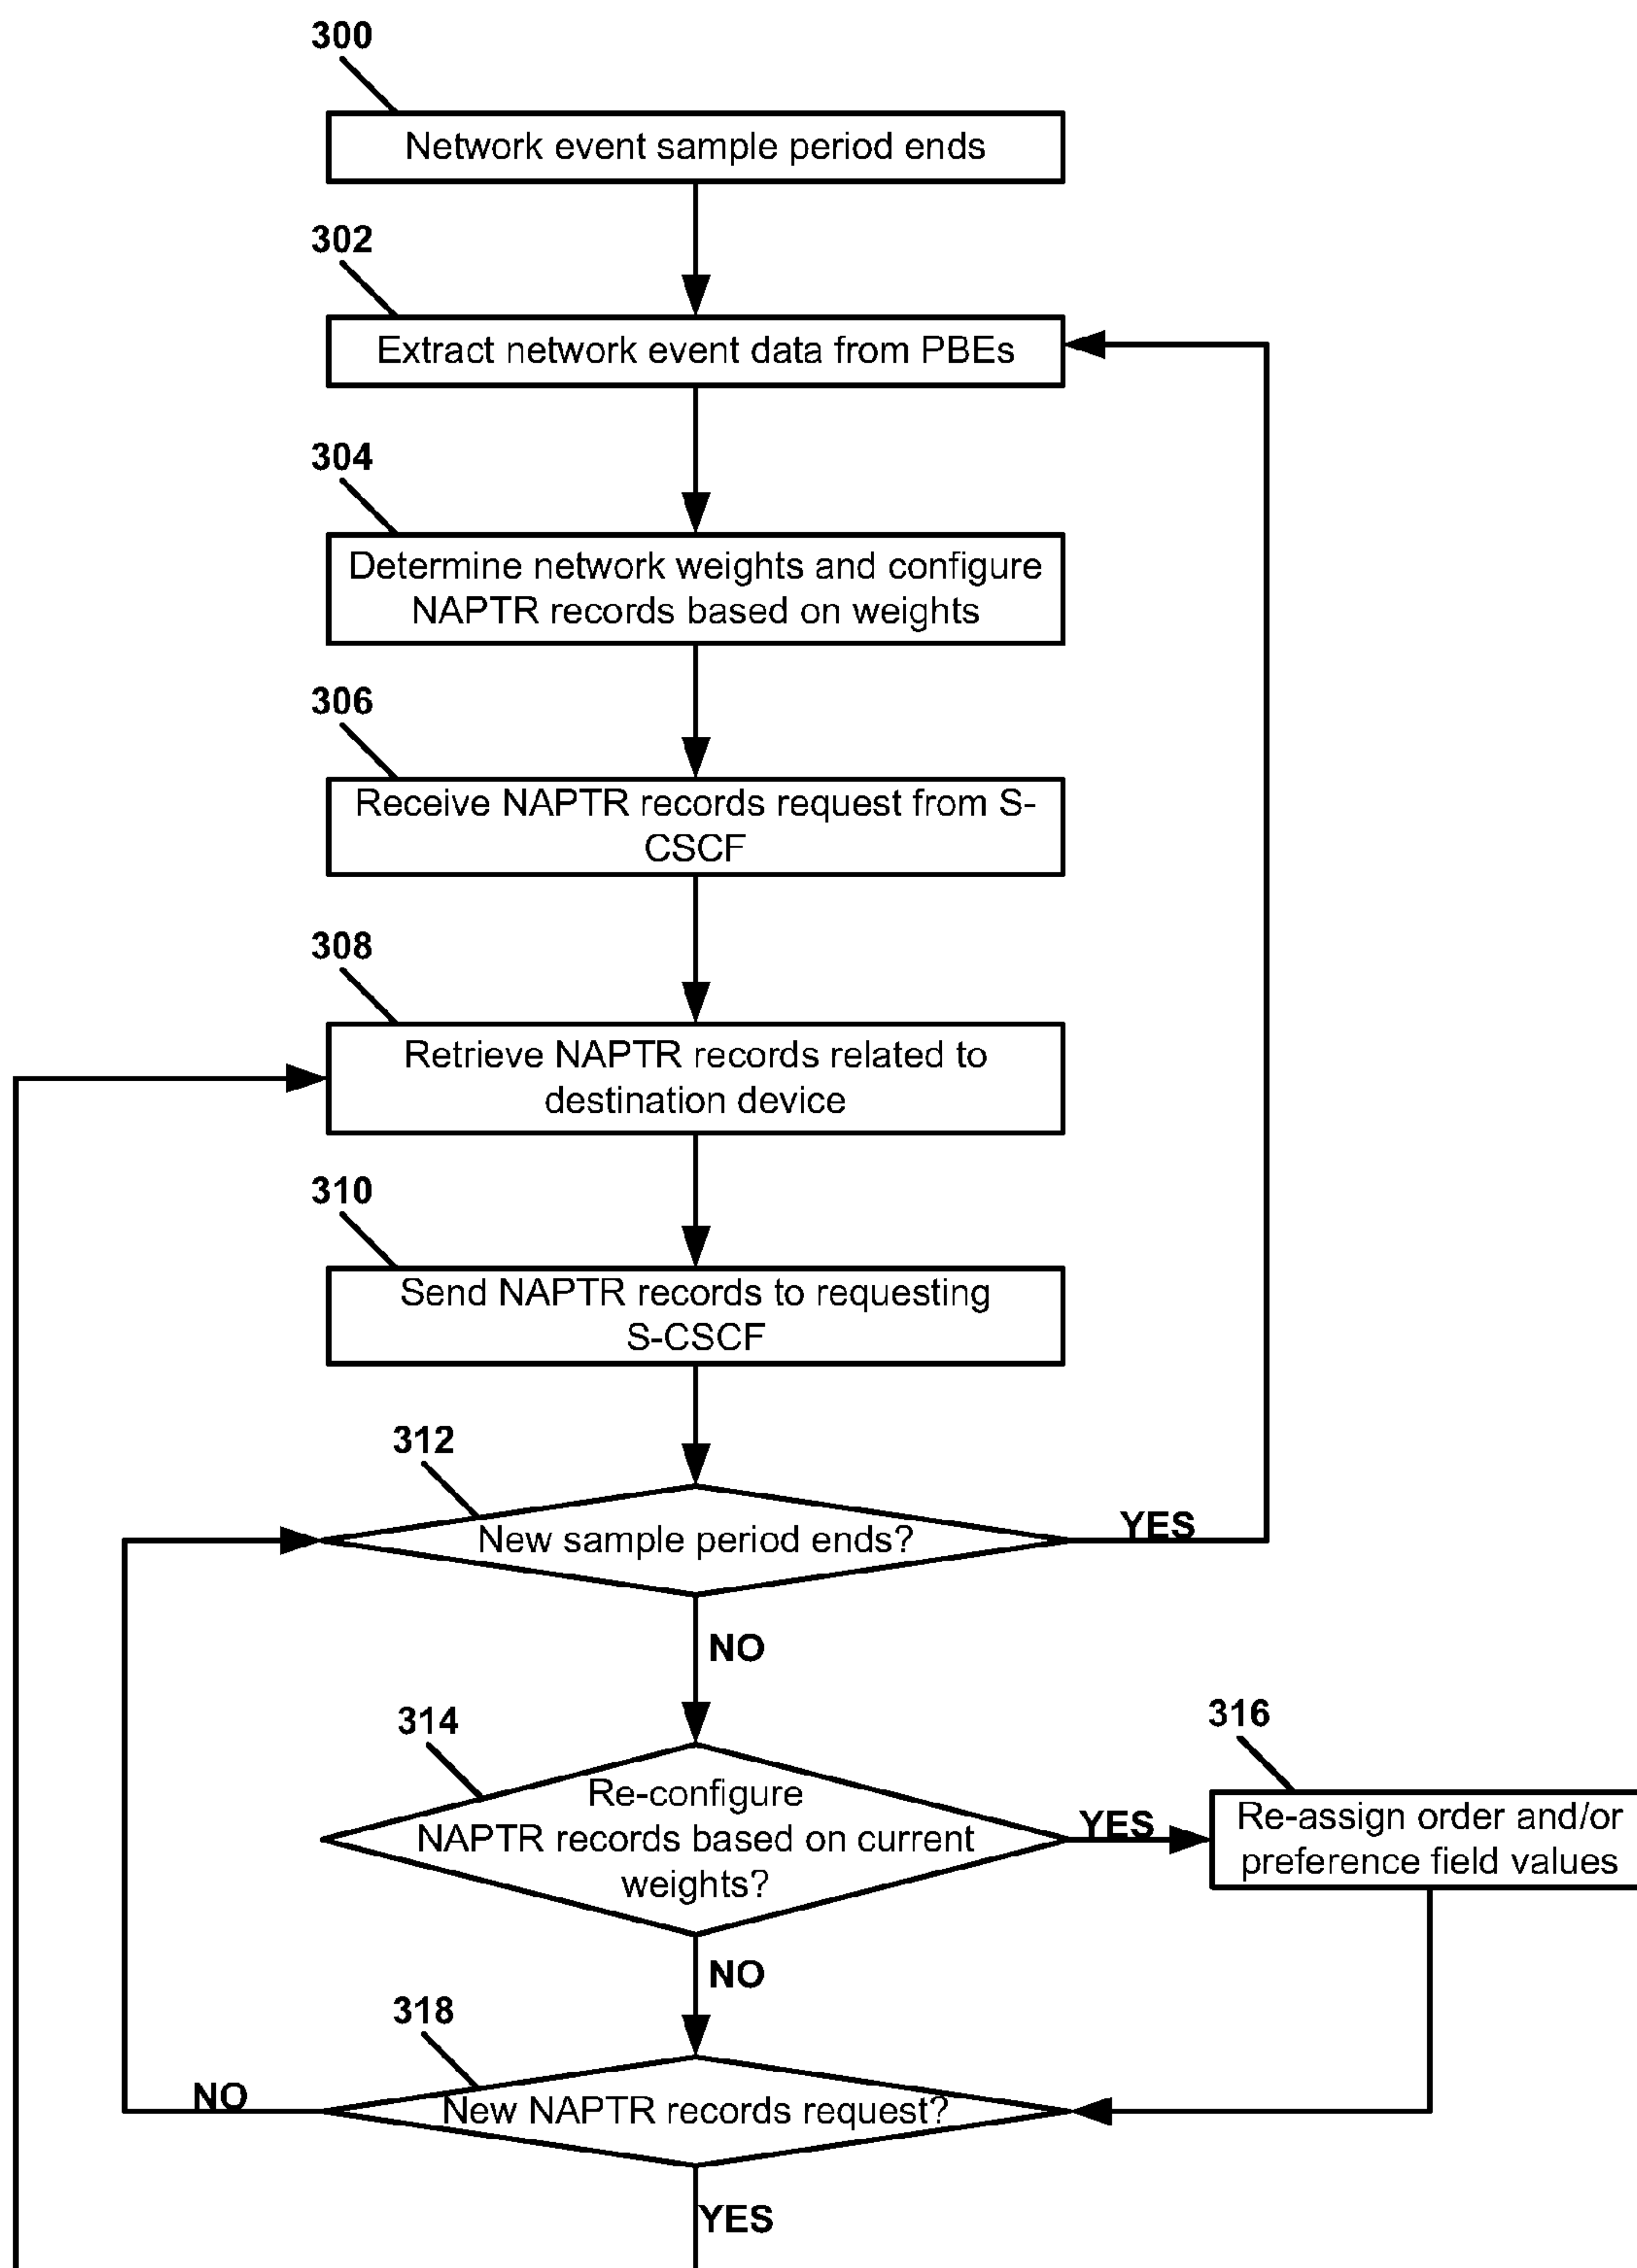 300
Network event sample period ends
302
Extract network event data from PBEs
304
Determine network weights and configure
NAPTR records based on weights
306
Receive NAPTR records request from S-
CSCF
308
Retrieve NAPTR records related to
destination device
310
Send NAPTR records to requesting
S-CSCF
312
New sample period ends?
YES
NO
314
Re-configure
NAPTR records based on current
weights?
YES
316
Re-assign order and/or
preference field values
NO
318
New NAPTR records request?
NO
YES